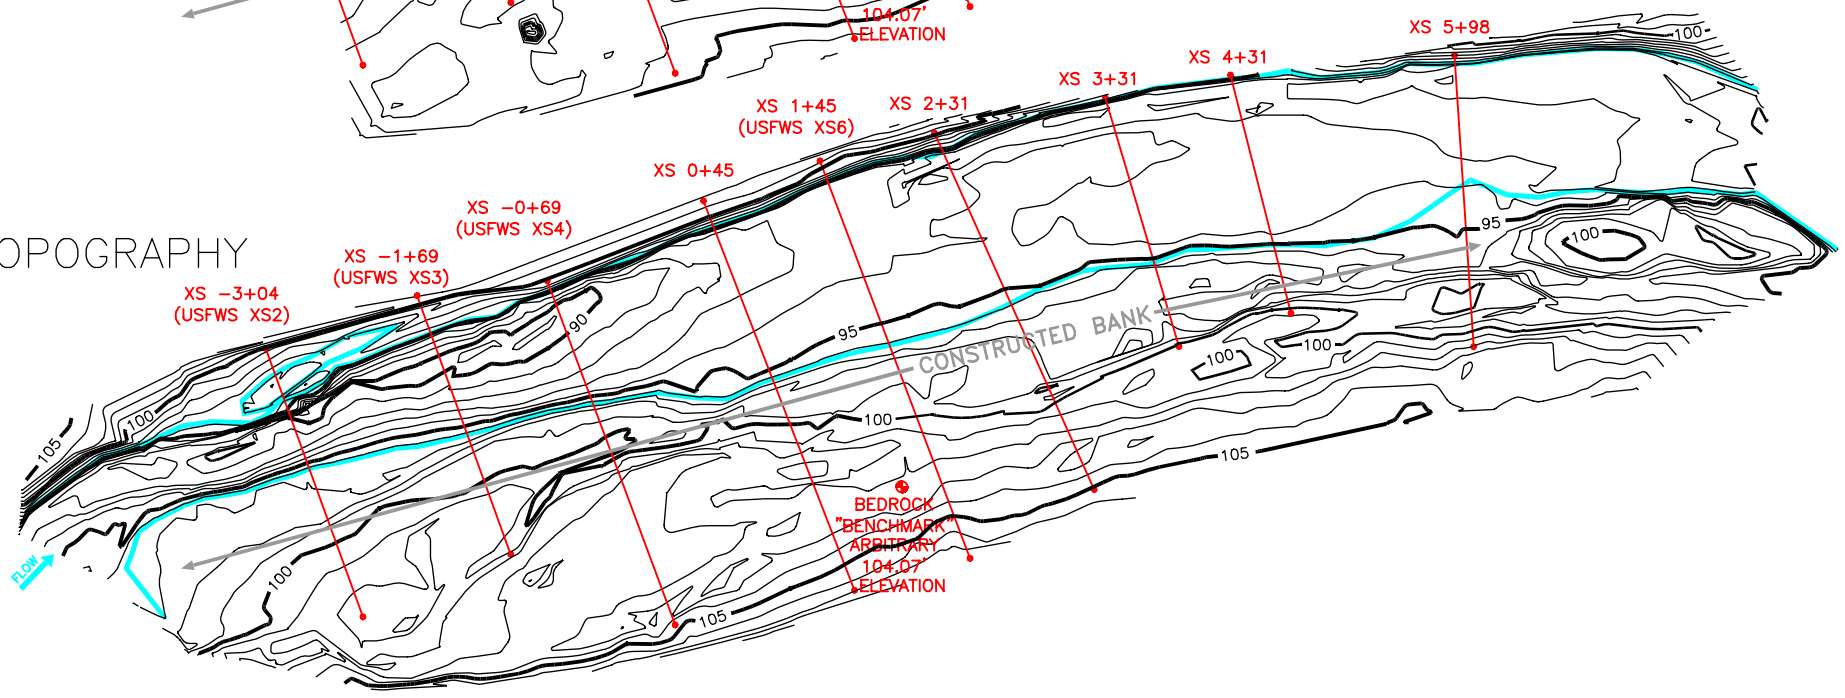 104.07'
ELEVATION
XS 5+98
100
XS 4+31
XS 3+31
XS 2+31
XS 1+45
(USFWS XS6)
XS 0+45
XS -0+69
(USFWS XS4)
OPOGRAPHY
XS -1+69
(USFWS XS3)
XS -3+04
(USFWS XS2)
95
100
90
95
CONSTRUCTED BANK
100
100
100
100
105
105
BEDROCK
"BENCHMARK"
ARBITRARY
104.07'
ELEVATION
FLOW
100
105